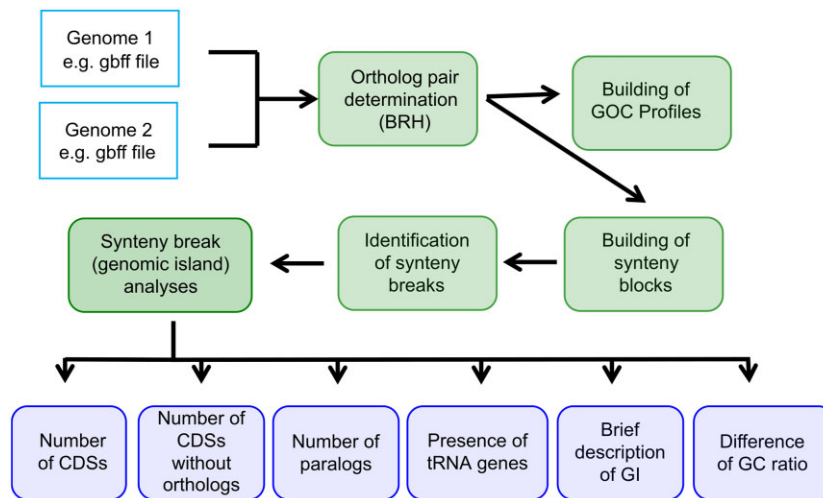 Genome 1
e.g. gbff file
Genome 2
e.g. gbff file
Ortholog pair
determination
(BRH)
Building of
GOC Profiles
Synteny break
(genomic island)
analyses
Identification
of synteny
breaks
Building of
synteny
blocks
Number
of CDSs
Number of
CDSs
without
orthologs
Number of
paralogs
Presence of
tRNA genes
Brief
description
of GI
Difference
of GC ratio